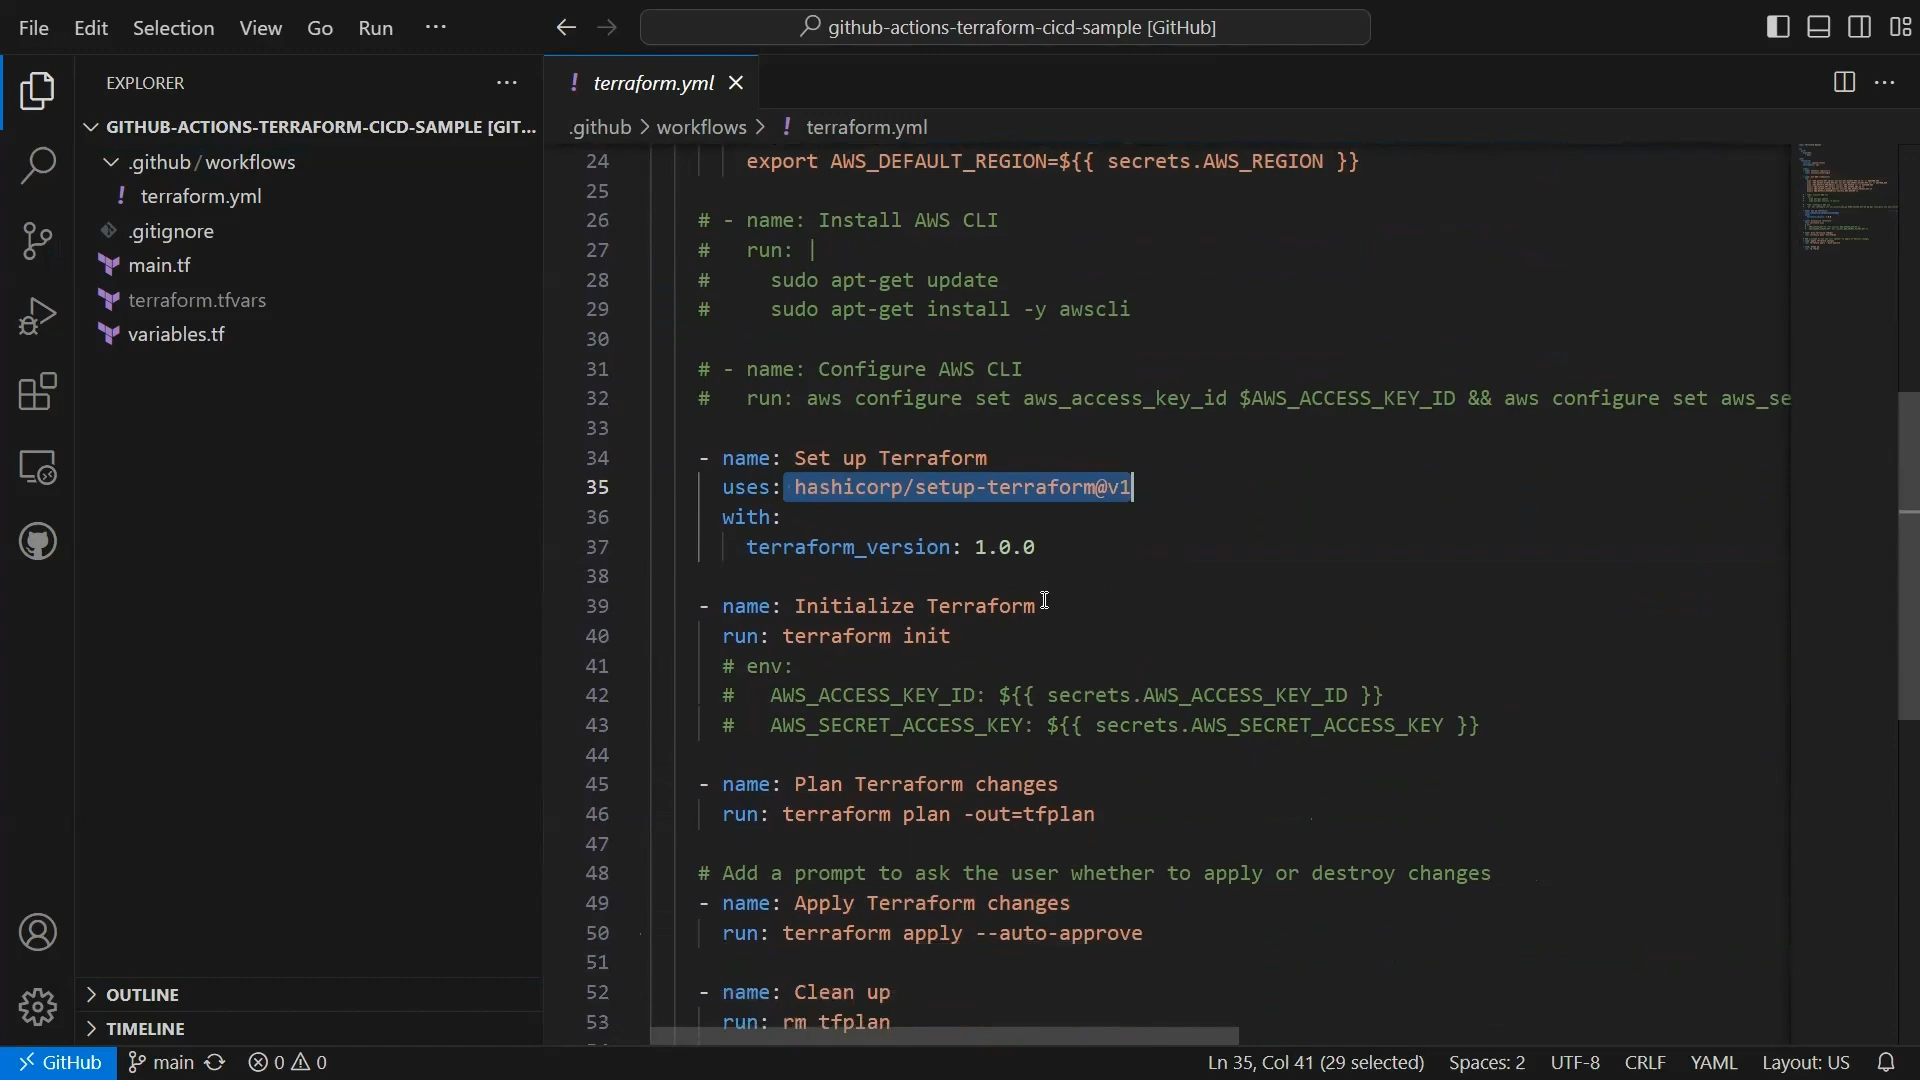 File Edit Selection View Go Run ···
github-actions-terraform-cicd-sample [GitHub]
EXPLORER
GITHUB-ACTIONS-TERRAFORM-CICD-SAMPLE [GIT...
.github / workflows
! terraform.yml
.gitignore
main.tf
terraform.tfvars
variables.tf
OUTLINE
TIMELINE
! terraform.yml
.github > workflows > ! terraform.yml
24 export AWS_DEFAULT_REGION=${{ secrets.AWS_REGION }}
25
26 # - name: Install AWS CLI
27 #   run: |
28 #     sudo apt-get update
29 #     sudo apt-get install -y awscli
30
31 # - name: Configure AWS CLI
32 #   run: aws configure set aws_access_key_id $AWS_ACCESS_KEY_ID && aws configure set aws_se
33
34 - name: Set up Terraform
35   uses: hashicorp/setup-terraform@v1
36   with:
37     terraform_version: 1.0.0
38
39 - name: Initialize Terraform
40   run: terraform init
41   # env:
42   #   AWS_ACCESS_KEY_ID: ${{ secrets.AWS_ACCESS_KEY_ID }}
43   #   AWS_SECRET_ACCESS_KEY: ${{ secrets.AWS_SECRET_ACCESS_KEY }}
44
45 - name: Plan Terraform changes
46   run: terraform plan -out=tfplan
47
48 # Add a prompt to ask the user whether to apply or destroy changes
49 - name: Apply Terraform changes
50   run: terraform apply --auto-approve
51
52 - name: Clean up
53   run: rm tfplan
GitHub main 0 0 Ln 35, Col 41 (29 selected) Spaces: 2 UTF-8 CRLF YAML Layout: US